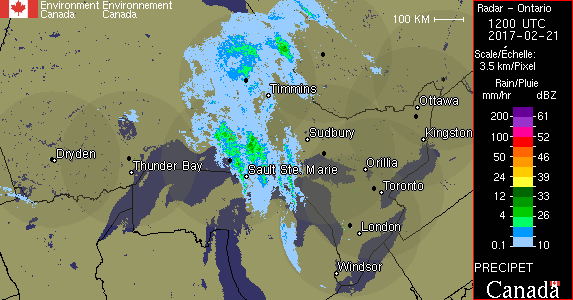 Environment Environnement
Canada Canada
100 KM
Timmins
Ottawa
Sudbury
Kingston
Dryden
Thunder Bay
Sault Ste. Marie
Orillia
Toronto
London
Windsor
Radar - Ontario
1200 UTC
2017-02-21
Scale/Échelle:
3.5 km/Pixel
Rain/Pluie
mm/hr dBZ
200 61
100 52
50 46
24 39
12 33
4 26
0.1 10
PRECIPET
Canada